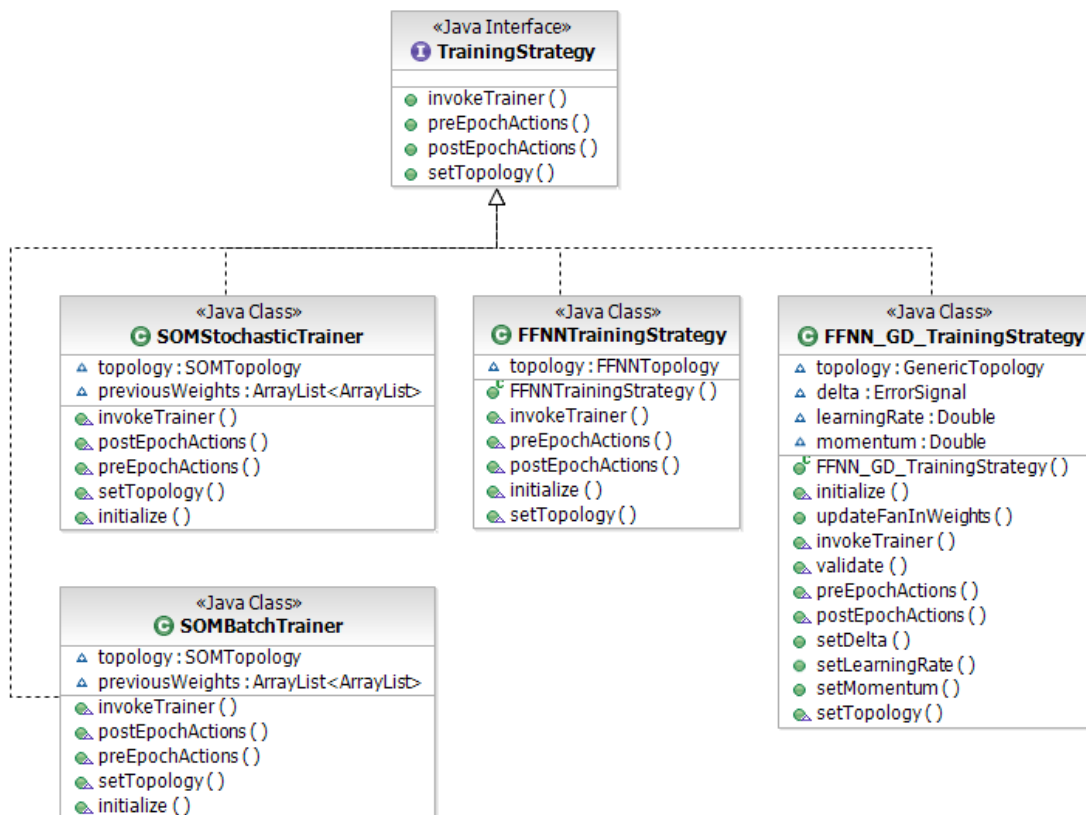 «Java Interface»
I TrainingStrategy
invokeTrainer ( )
preEpochActions ( )
postEpochActions ( )
setTopology ( )
«Java Class»
C SOMStochasticTrainer
topology : SOMTopology
previousWeights : ArrayList<ArrayList>
invokeTrainer ( )
postEpochActions ( )
preEpochActions ( )
setTopology ( )
initialize ( )
«Java Class»
C FFNNTrainingStrategy
topology : FFNNTopology
C FFNNTrainingStrategy ( )
invokeTrainer ( )
preEpochActions ( )
postEpochActions ( )
initialize ( )
setTopology ( )
«Java Class»
C FFNN_GD_TrainingStrategy
topology : GenericTopology
delta : ErrorSignal
learningRate : Double
momentum : Double
C FFNN_GD_TrainingStrategy ( )
initialize ( )
updateFanInWeights ( )
invokeTrainer ( )
validate ( )
preEpochActions ( )
postEpochActions ( )
setDelta ( )
setLearningRate ( )
setMomentum ( )
setTopology ( )
«Java Class»
C SOMBatchTrainer
topology : SOMTopology
previousWeights : ArrayList<ArrayList>
invokeTrainer ( )
postEpochActions ( )
preEpochActions ( )
setTopology ( )
initialize ( )